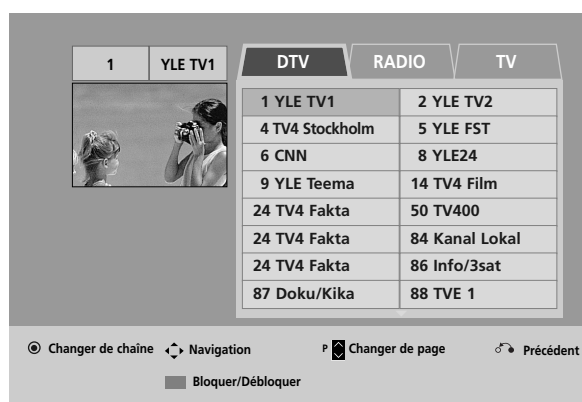 1 YLE TV1
DTV RADIO TV
1 YLE TV1 2 YLE TV2
4 TV4 Stockholm 5 YLE FST
6 CNN 8 YLE24
9 YLE Teema 14 TV4 Film
24 TV4 Fakta 50 TV400
24 TV4 Fakta 84 Kanal Lokal
24 TV4 Fakta 86 Info/3sat
87 Doku/Kika 88 TVE 1
Changer de chaîne Navigation P Changer de page Précédent
Bloquer/Débloquer